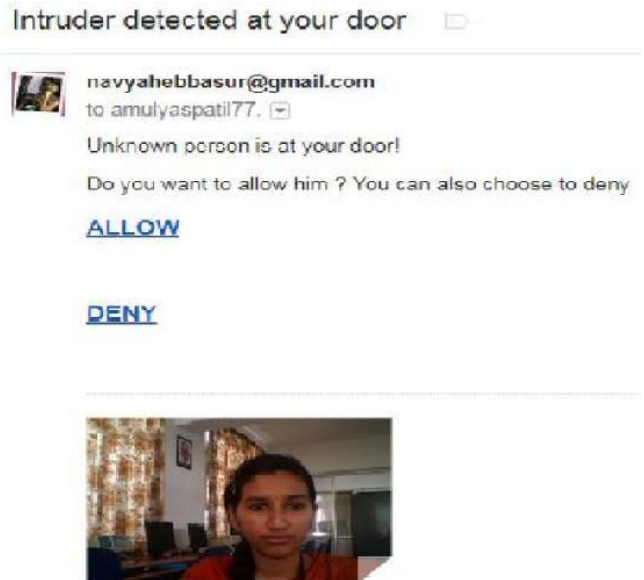 Intruder detected at your door
navyahebbasur@gmail.com
to amulyaspatil77.
Unknown person is at your door!
Do you want to allow him ? You can also choose to deny
ALLOW
DENY